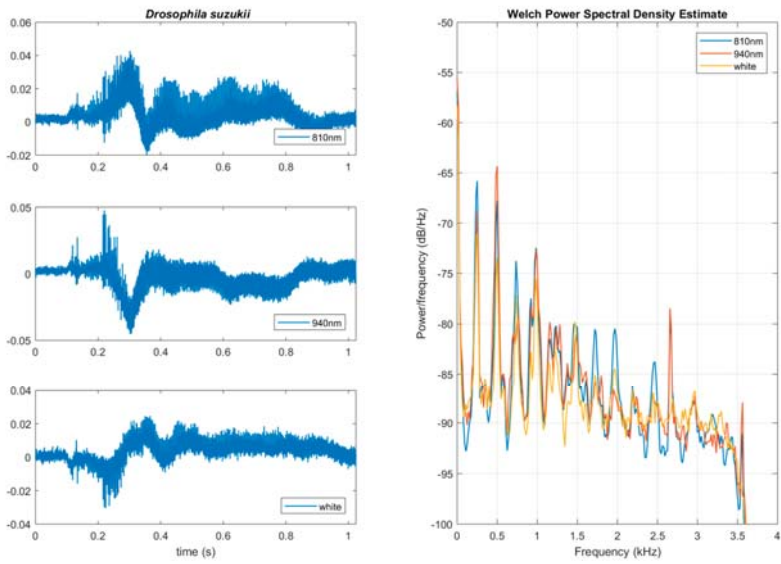 Drosophila suzukii
0.06
0.04
0.02
0
-0.02
0 0.2 0.4 0.6 0.8 1
810nm
0.05
0
-0.05
0 0.2 0.4 0.6 0.8 1
940nm
0.04
0.02
0
-0.02
-0.04
0 0.2 0.4 0.6 0.8 1
white
time (s)
Welch Power Spectral Density Estimate
810nm
940nm
white
-50
-55
-60
-65
-70
-75
-80
-85
-90
-95
-100
Power/frequency (dB/Hz)
0 0.5 1 1.5 2 2.5 3 3.5 4
Frequency (kHz)